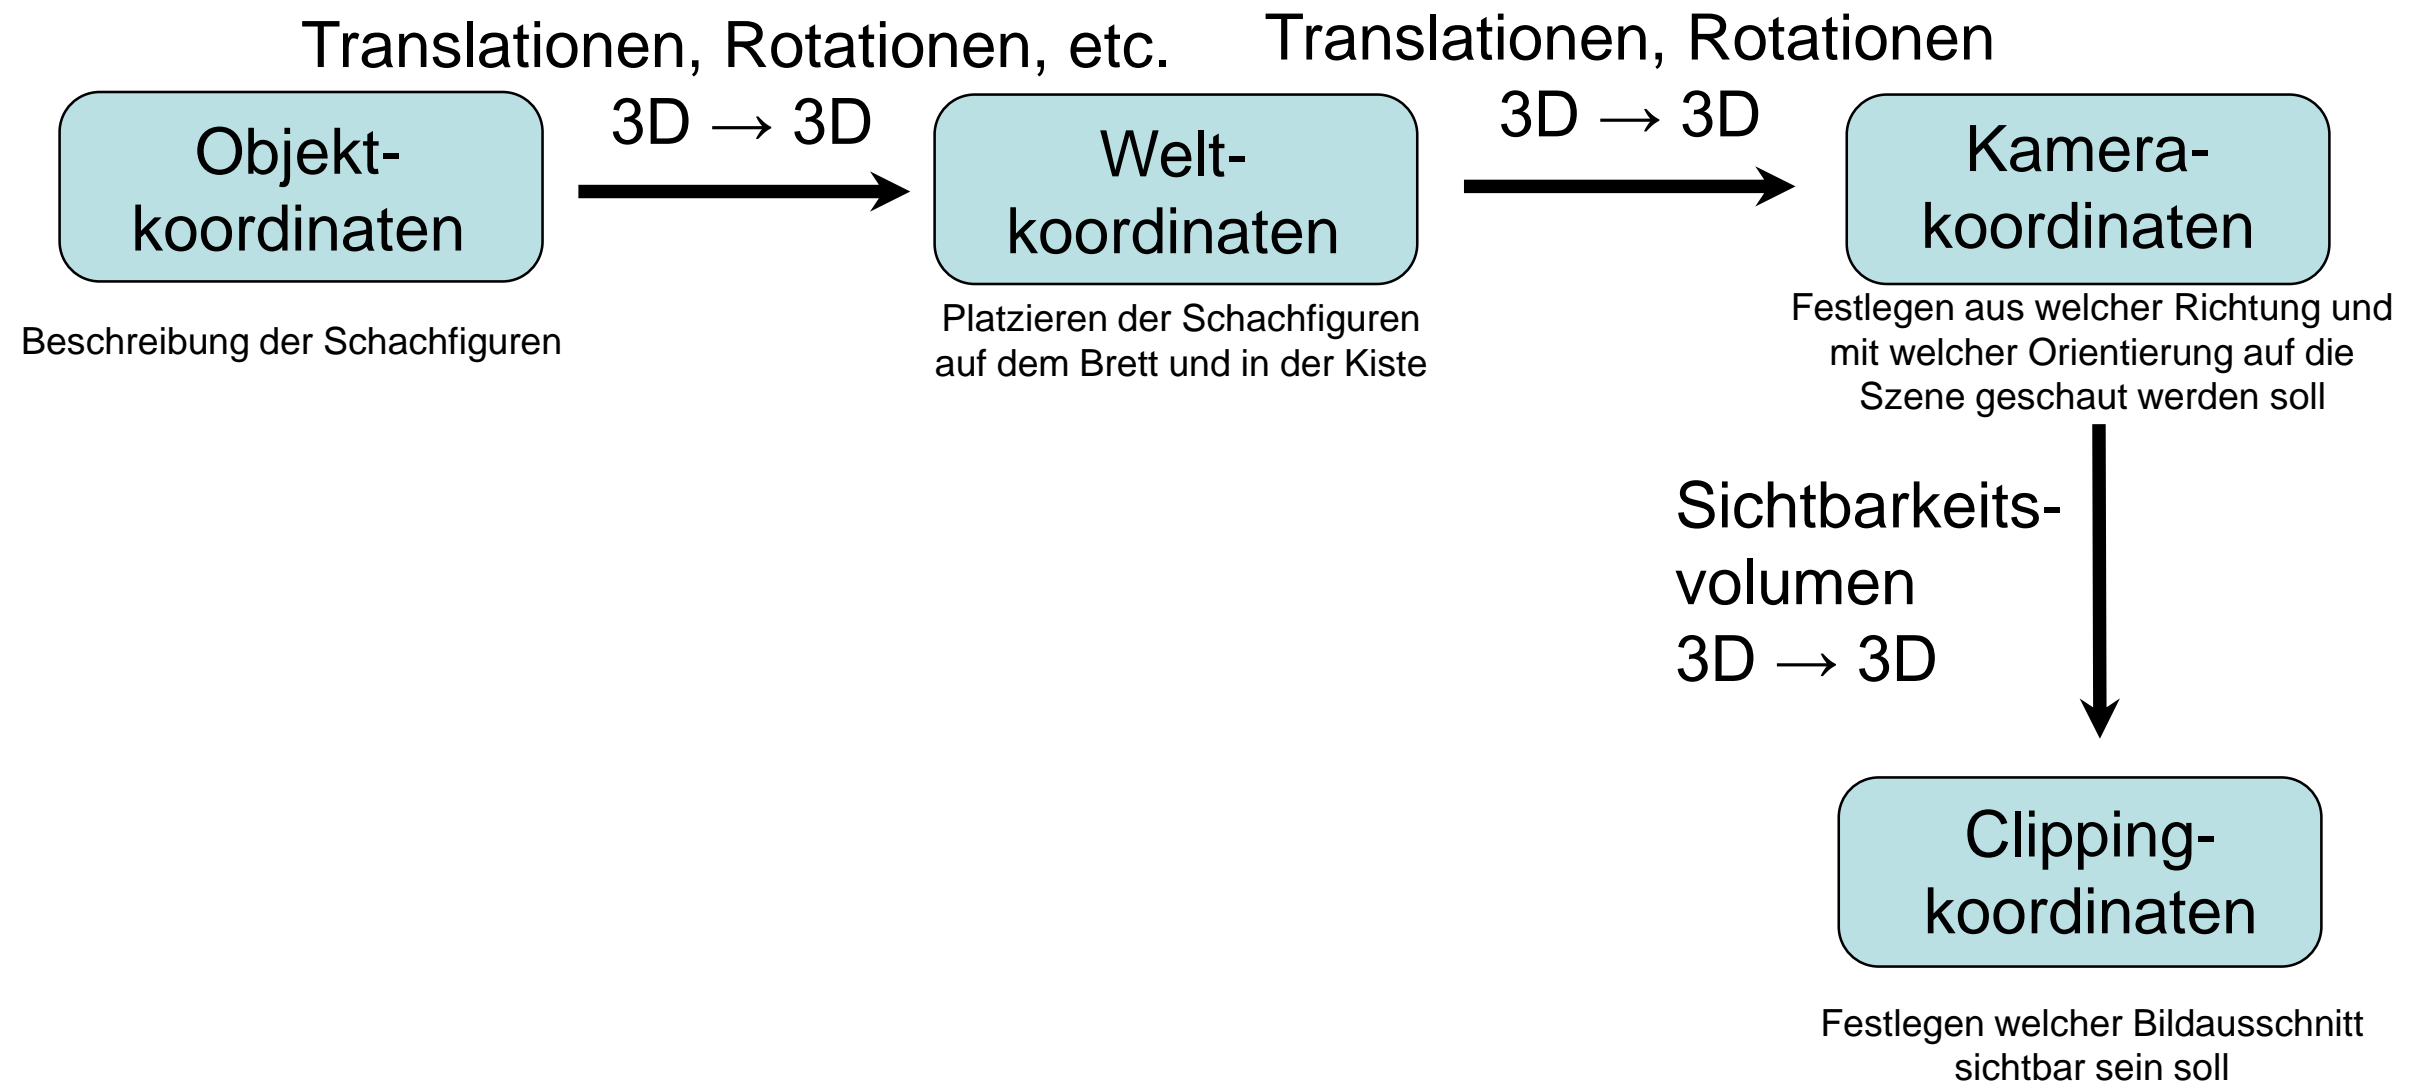 Translationen, Rotationen, etc.
3D → 3D
Translationen, Rotationen
3D → 3D
Objekt-
koordinaten
Beschreibung der Schachfiguren
Welt-
koordinaten
Platzieren der Schachfiguren
auf dem Brett und in der Kiste
Kamera-
koordinaten
Festlegen aus welcher Richtung und
mit welcher Orientierung auf die
Szene geschaut werden soll
Sichtbarkeits-
volumen
3D → 3D
Clipping-
koordinaten
Festlegen welcher Bildausschnitt
sichtbar sein soll